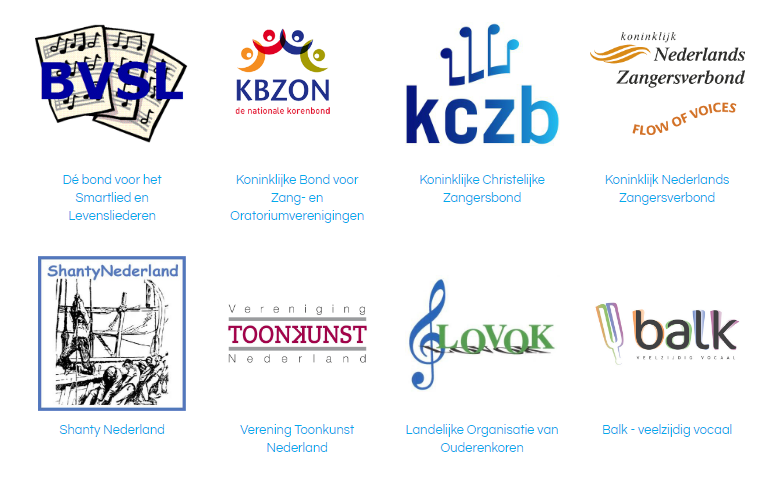 BVSL
KBZON
de nationale korenbond
kczb
koninklijk
Nederlands
Zangersverbond
FLOW OF VOICES
Dé bond voor het
Smartlied en
Levensliederen
Koninklijke Bond voor
Zang- en
Oratoriumverenigingen
Koninklijke Christelijke
Zangersbond
Koninklijk Nederlands
Zangersverbond
ShantyNederland
Vereniging
TOONKUNST
Nederland
LOVOK
balk
VEELZIJDIG VOCAAL
Shanty Nederland
Verening Toonkunst
Nederland
Landelijke Organisatie van
Ouderenkoren
Balk - veelzijdig vocaal